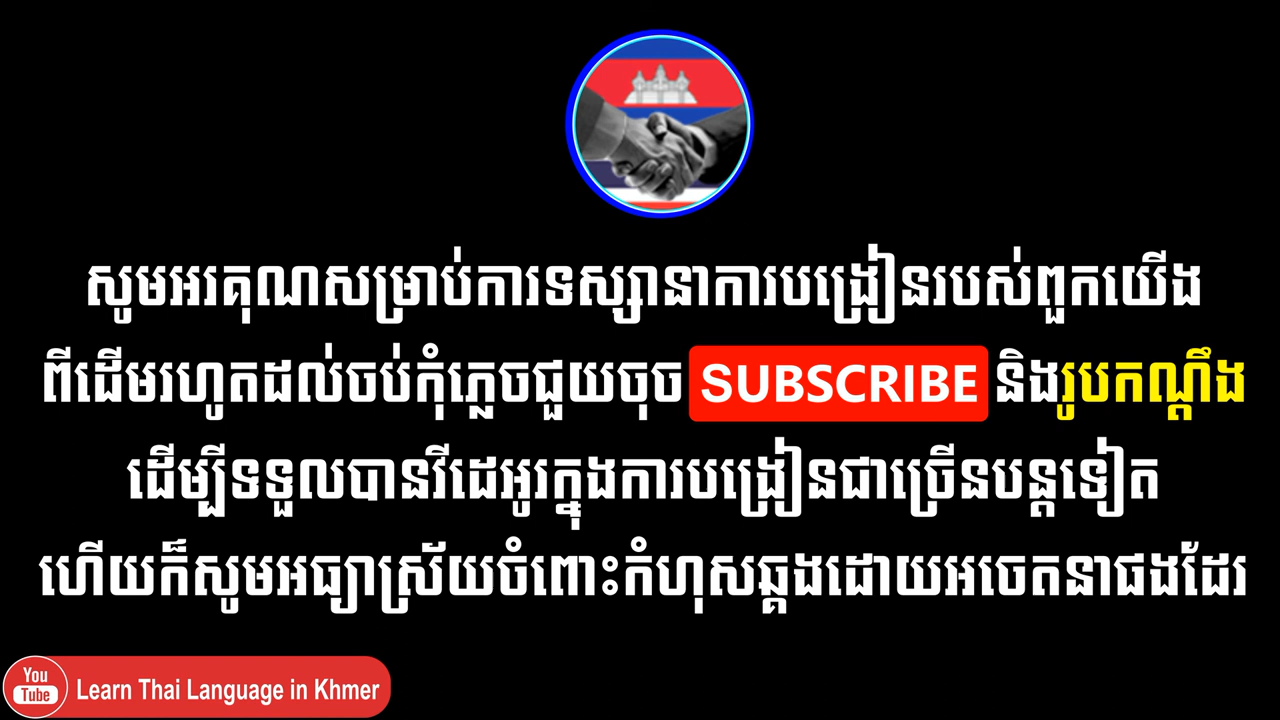 សូមអរគុណសម្រាប់ការទស្សានាការបង្រៀនរបស់ពួកយើង
ពីដើមរហូតដល់ចប់កុំភ្លេចជួយចុច SUBSCRIBE និងរូបកណ្ដឹង
ដើម្បីទទួលបានវីដេអូរក្នុងការបង្រៀនជាច្រើនបន្តទៀត
ហើយក៏សូមអធ្យាស្រ័យចំពោះកំហុសឆ្គងដោយអចេតនាផងដែរ
You
Tube
Learn Thai Language in Khmer